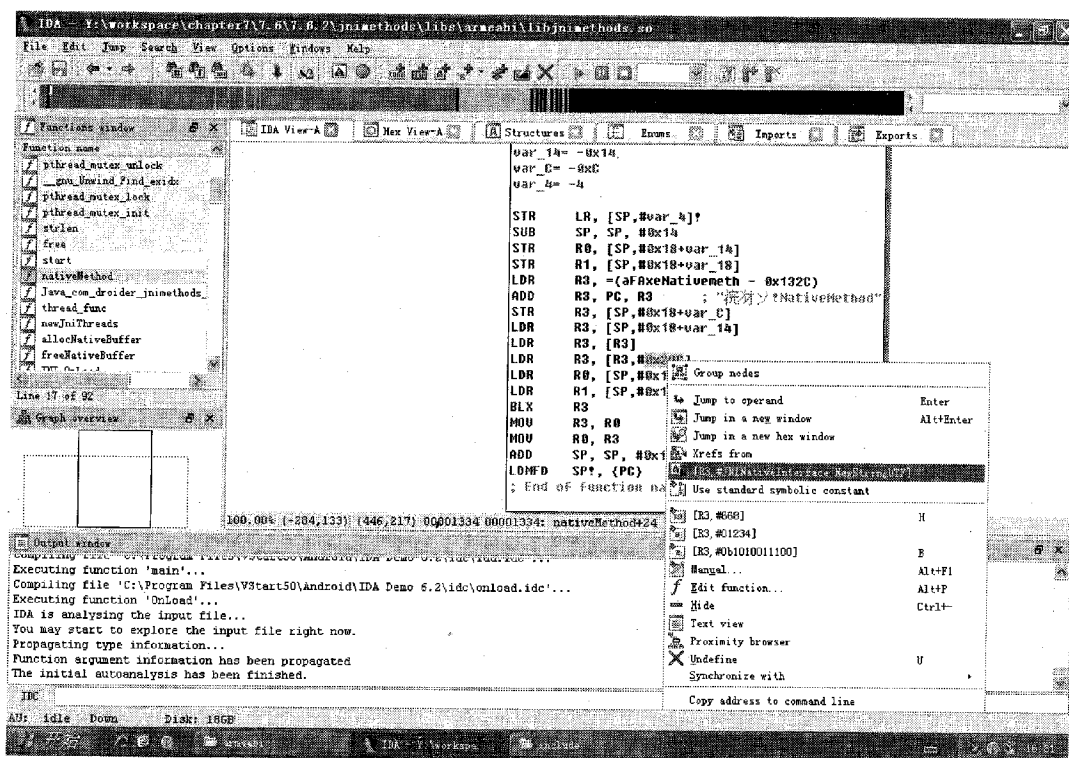 IDA - Y:\workspace\chapter7\7.6\7.6.2\jnimethods\libs\armeabi\libjnimethods.so
File Edit Jump Search View Options Windows Help
Functions window
IDA View-A
Hex View-A
Structures
Enums
Imports
Exports
Function name
pthread_mutex_unlock
__gnu_Unwind_Find_exidx
pthread_mutex_lock
pthread_mutex_init
strlen
free
start
nativeMethod
Java_com_droider_jnimethods_
thread_func
newJniThreads
allocNativeBuffer
freeNativeBuffer
Line 17 of 92
Graph overview
var_14= -0x14
var_C= -0xC
var_4= -4
STR LR, [SP,#var_4]!
SUB SP, SP, #0x14
STR R0, [SP,#0x18+var_14]
STR R1, [SP,#0x18+var_18]
LDR R3, =(aFAxeNativemeth - 0x132C)
ADD R3, PC, R3 ; NativeMethod"
STR R3, [SP,#0x18+var_C]
LDR R3, [SP,#0x18+var_14]
LDR R3, [R3]
LDR R3, [R3,#0x29C]
LDR R0, [SP,#0x1
LDR R1, [SP,#0x1
BLX R3
MOV R3, R0
MOV R0, R3
ADD SP, SP, #0x1
LDMFD SP!, {PC}
; End of function na
Group nodes
Jump to operand Enter
Jump in a new window Alt+Enter
Jump in a new hex window
Xrefs from
[R3,#JNINativeInterface.NewStringUTF]
Use standard symbolic constant
[R3,#668] H
[R3,#01234]
[R3,#0b1010011100] B
Manual... Alt+F1
Edit function... Alt+P
Hide Ctrl+-
Text view
Proximity browser
Undefine U
Synchronize with
Copy address to command line
100.00% (-284,133) (446,217) 00001334 00001334: nativeMethod+24
Output window
Executing function 'main'...
Compiling file 'C:\Program Files\V3tart50\Android\IDA Demo 6.2\idc\onload.idc'...
Executing function 'OnLoad'...
IDA is analysing the input file...
You may start to explore the input file right now.
Propagating type information...
Function argument information has been propagated
The initial autoanalysis has been finished.
IDC
AU: idle Down Disk: 18GB
开始
armeabi
IDA - Y:\workspa...
include